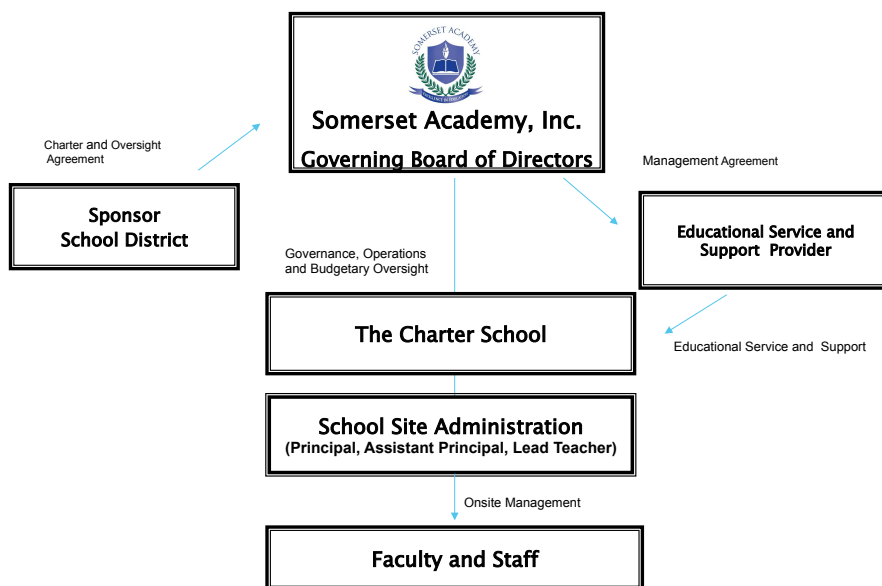 SOMERSET ACADEMY
Somerset Academy, Inc.
Governing Board of Directors
Charter and Oversight
Agreement
Management Agreement
Sponsor
School District
Educational Service and
Support Provider
Governance, Operations
and Budgetary Oversight
The Charter School
Educational Service and Support
School Site Administration
(Principal, Assistant Principal, Lead Teacher)
Onsite Management
Faculty and Staff